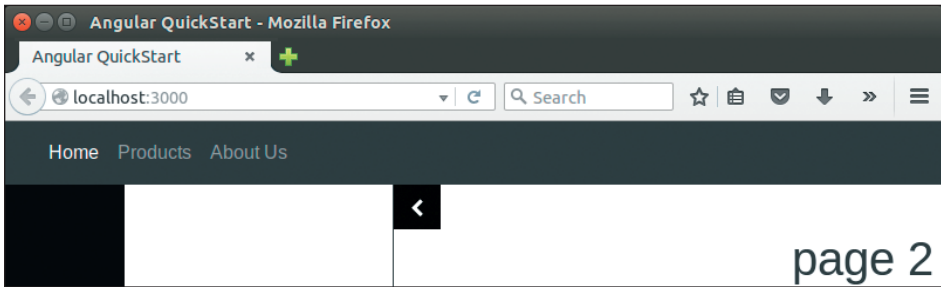 Angular QuickStart - Mozilla Firefox
Angular QuickStart
localhost:3000 Search
Home Products About Us
page 2